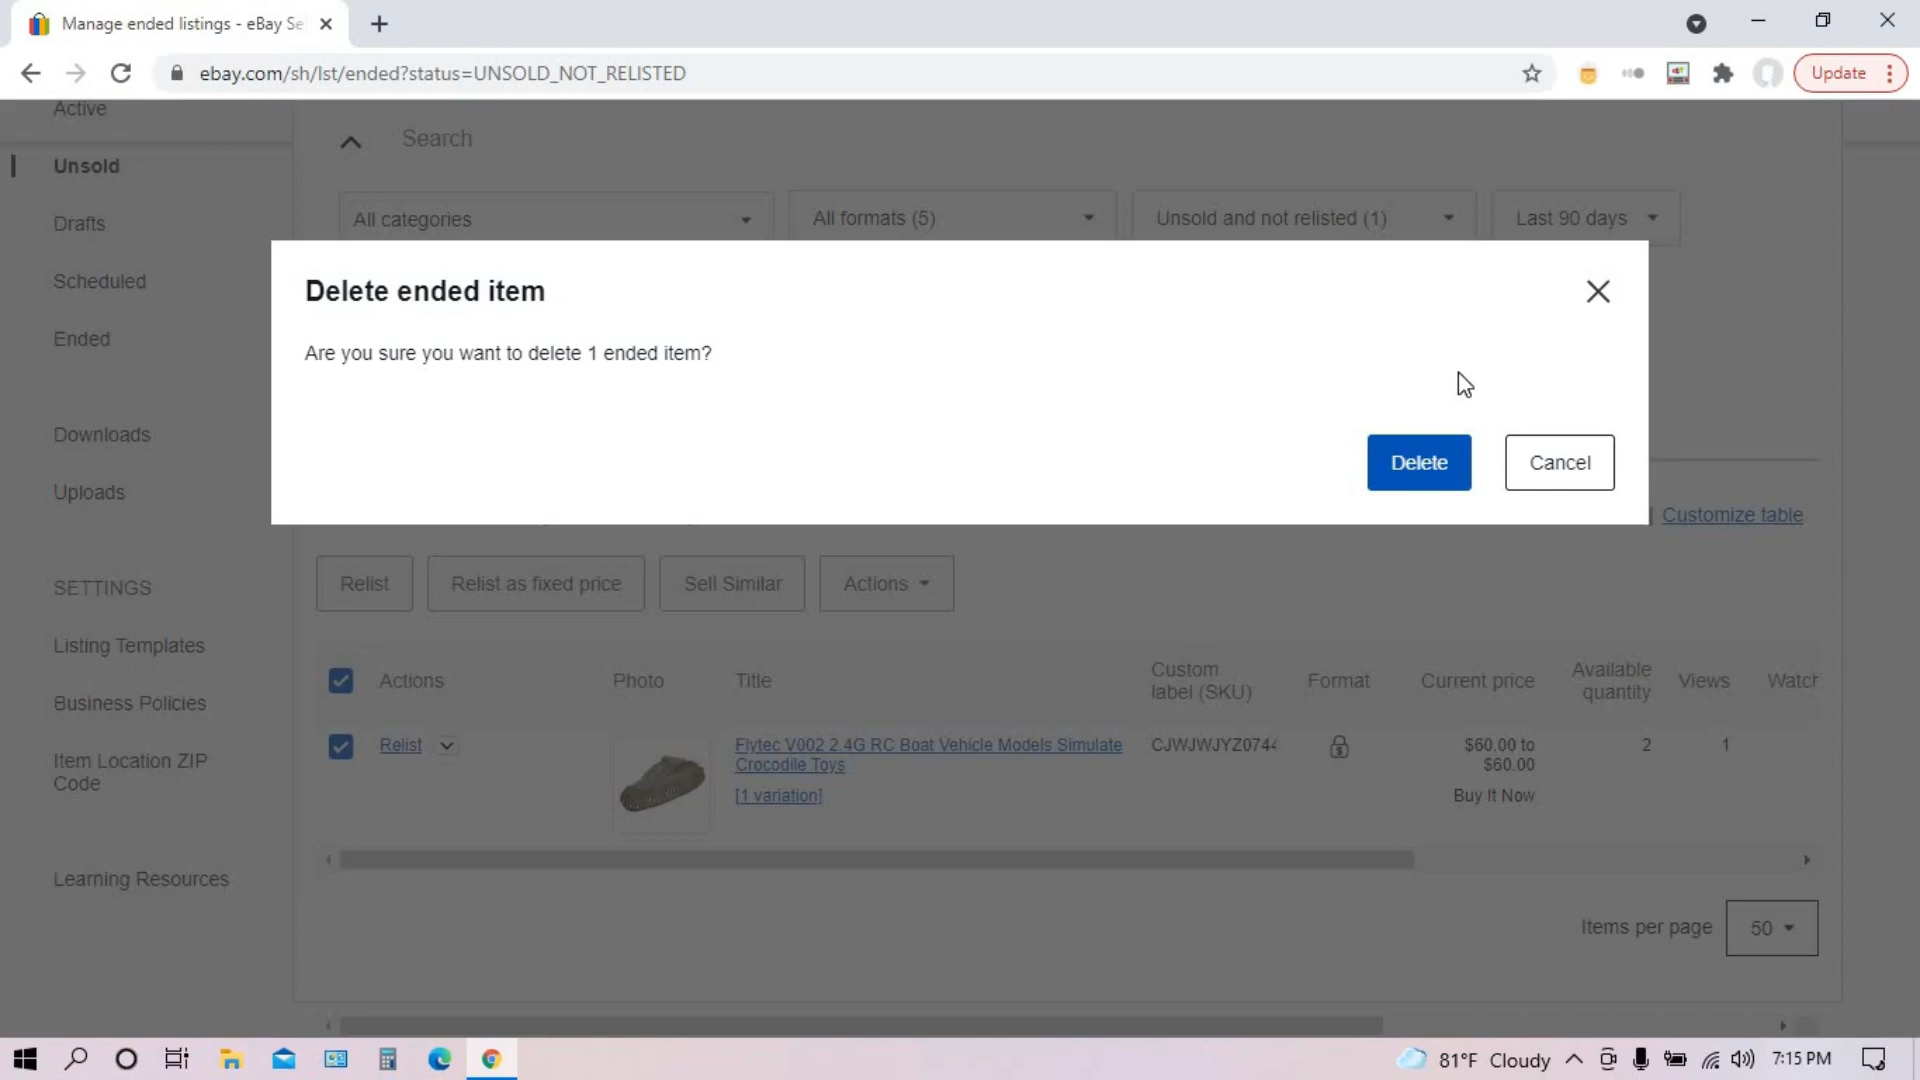 Manage ended listings - eBay Se
ebay.com/sh/lst/ended?status=UNSOLD_NOT_RELISTED
Update
Active
Unsold
Drafts
Scheduled
Ended
Downloads
Uploads
SETTINGS
Listing Templates
Business Policies
Item Location ZIP
Code
Learning Resources
Search
All categories
All formats (5)
Unsold and not relisted (1)
Last 90 days
Delete ended item
Are you sure you want to delete 1 ended item?
Delete
Cancel
Customize table
Relist
Relist as fixed price
Sell Similar
Actions
Actions
Photo
Title
Custom
label (SKU)
Format
Current price
Available
quantity
Views
Watch
Relist
Flytec V002 2.4G RC Boat Vehicle Models Simulate
Crocodile Toys
[1 variation]
CJWJWJYZ0744
$60.00 to
$60.00
Buy It Now
2
1
Items per page
50
81°F Cloudy
7:15 PM